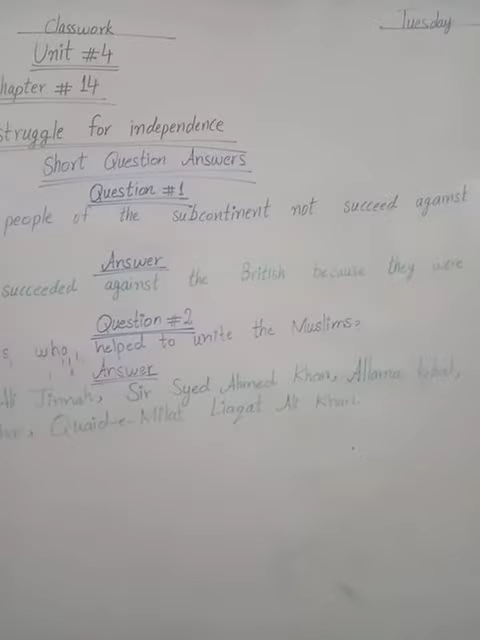 Classwork
Tuesday
Unit #4
hapter # 14
struggle for independence
Short Question Answers
Question #1
people of the subcontinent not succeed against
Answer
succeeded against the British because they were
Question #2
who, helped to unite the Muslims?
Answer
Ali Jinnah, Sir Syed Ahmed Khan, Allama Iqbal,
Quaid-e-Milat Liaqat Ali Khan.